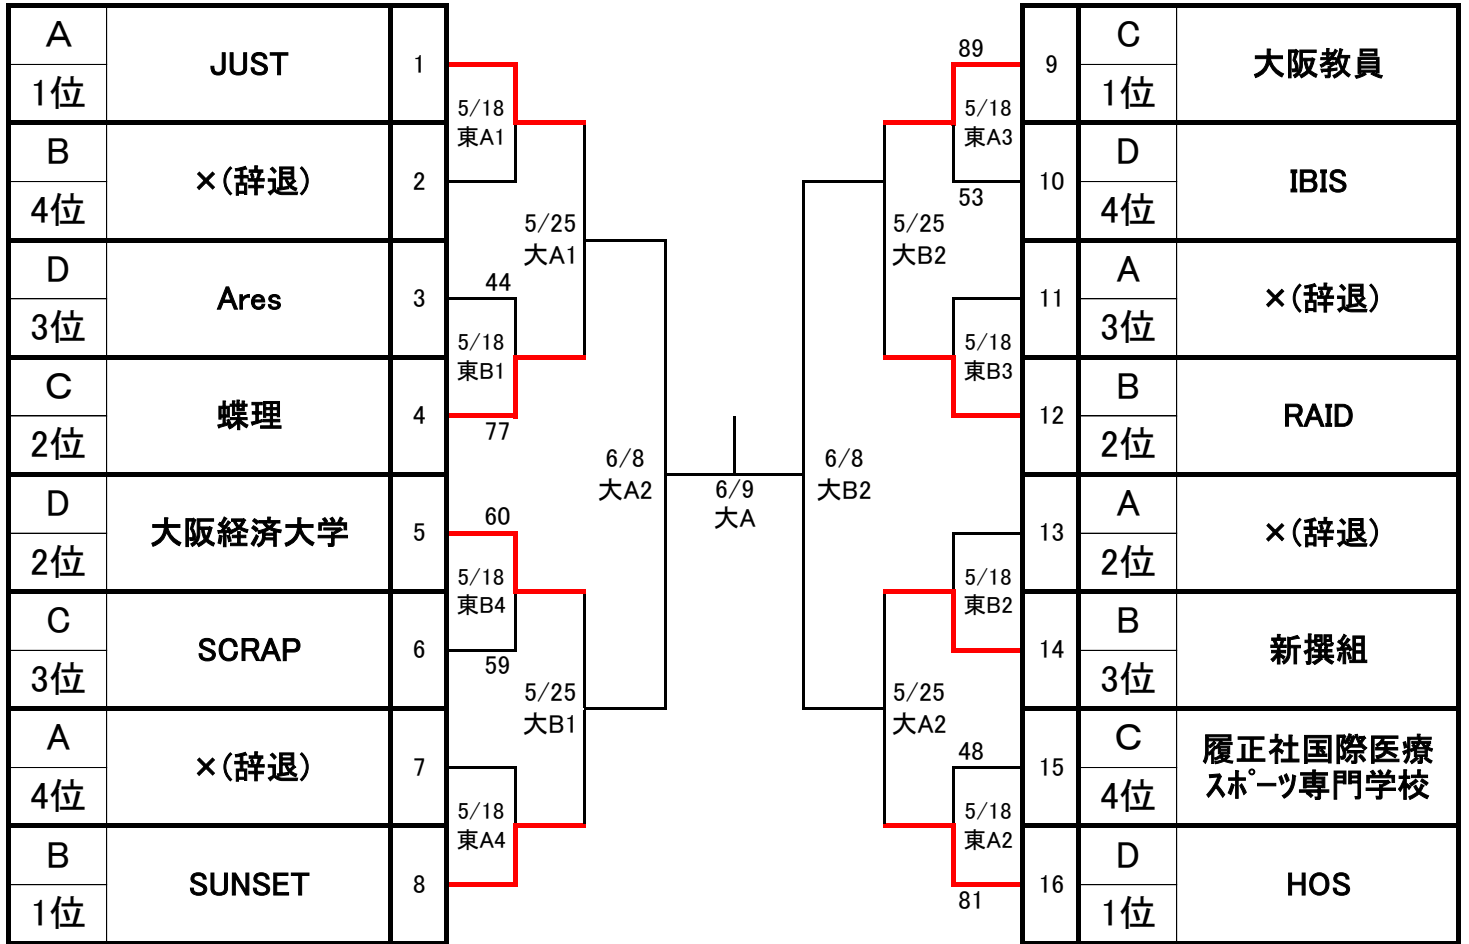 A
1位
JUST
1
B
4位
×(辞退)
2
D
3位
Ares
3
C
2位
蝶理
4
D
2位
大阪経済大学
5
C
3位
SCRAP
6
A
4位
×(辞退)
7
B
1位
SUNSET
8
5/18
東A1
44
5/18
東B1
77
60
5/18
東B4
59
5/18
東A4
5/25
大A1
5/25
大B1
6/8
大A2
6/9
大A
6/8
大B2
5/25
大B2
5/25
大A2
89
5/18
東A3
53
5/18
東B3
5/18
東B2
48
5/18
東A2
81
9
C
1位
大阪教員
10
D
4位
IBIS
11
A
3位
×(辞退)
12
B
2位
RAID
13
A
2位
×(辞退)
14
B
3位
新撰組
15
C
4位
履正社国際医療
スポーツ専門学校
16
D
1位
HOS